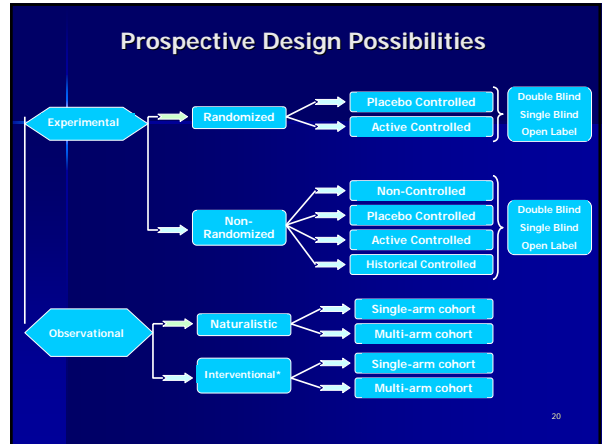 Prospective Design Possibilities
Experimental
Randomized
Placebo Controlled
Active Controlled
Double Blind
Single Blind
Open Label
Non-
Randomized
Non-Controlled
Placebo Controlled
Active Controlled
Historical Controlled
Double Blind
Single Blind
Open Label
Observational
Naturalistic
Single-arm cohort
Multi-arm cohort
Interventional*
Single-arm cohort
Multi-arm cohort
20